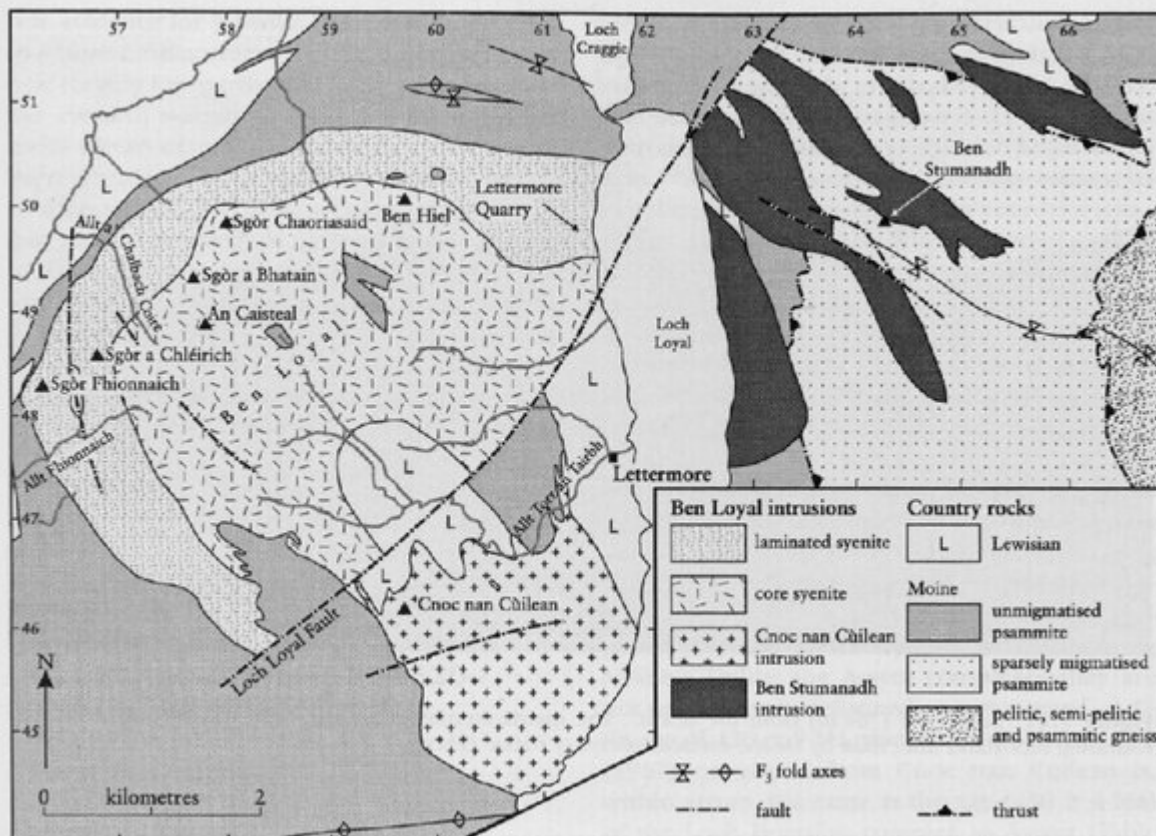 57 58 59 60 61 62 63 64 65 66
51
50
49
48
47
46
45
Loch
Craggie
L
L
L
L
L
Ben
Stumanadh
Lettermore
Quarry
Allt a'
Chalbach Coire
Sgòr Chaoriasaid
Ben Hiel
L
L
Sgòr a Bhatain
An Caisteal
Loch
Loyal
Ben Loyal
Sgòr a Chléirich
Sgòr Fhionnaich
L
L
Allt Fhionnaich
L
Allt Torr an Tairbh
Lettermore
L
L
L
Cnoc nan Cùilean
L
Loch Loyal Fault
L
N
0 kilometres 2
Ben Loyal intrusions
laminated syenite
core syenite
Cnoc nan Cùilean
intrusion
Ben Stumanadh
intrusion
F3 fold axes
fault
Country rocks
L Lewisian
Moine
unmigmatised
psammite
sparsely migmatised
psammite
pelitic, semi-pelitic
and psammitic gneiss
thrust